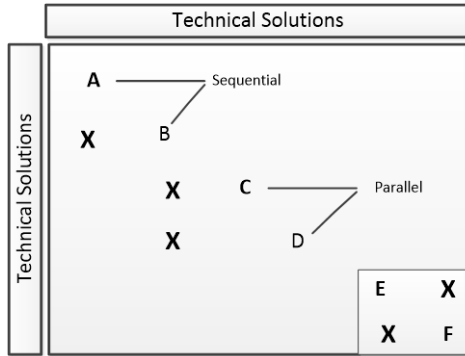 Technical Solutions
Technical Solutions
A Sequential
X B
X C Parallel
X D
E X
X F